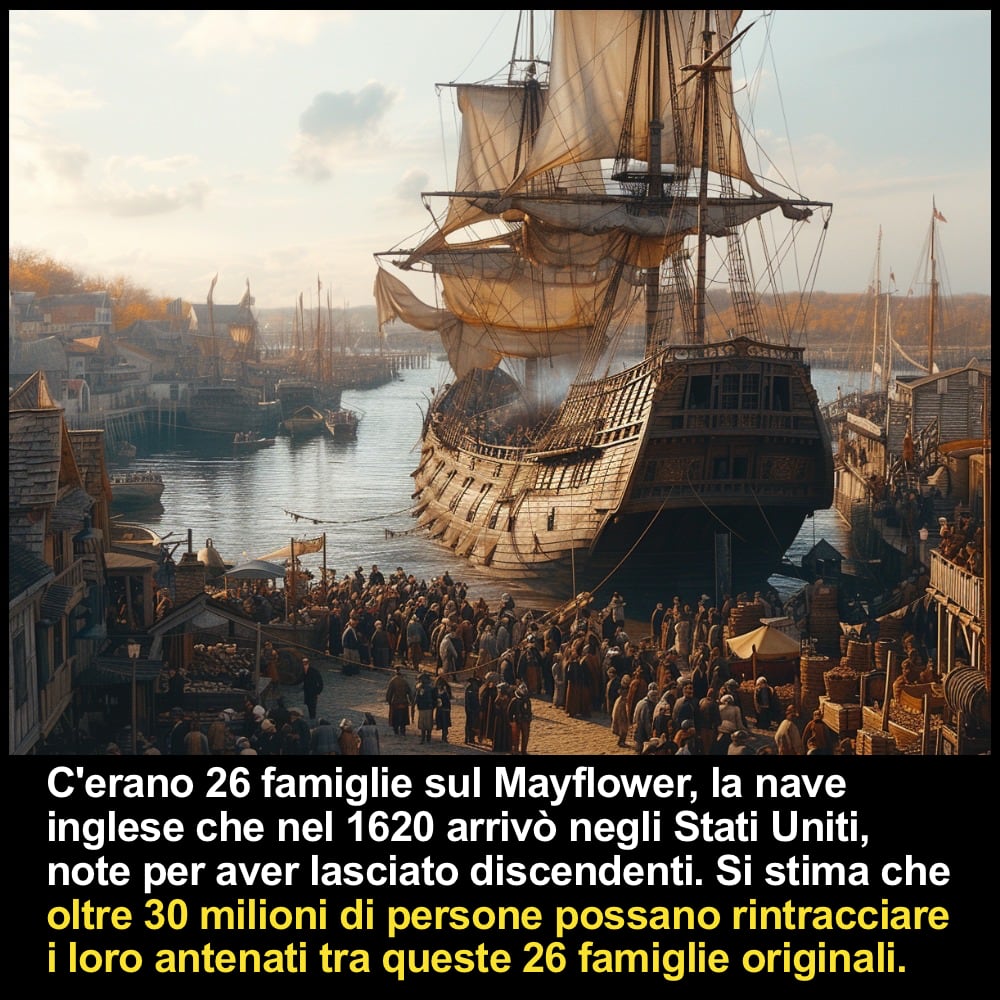 C'erano 26 famiglie sul Mayflower, la nave
inglese che nel 1620 arrivò negli Stati Uniti,
note per aver lasciato discendenti. Si stima che
oltre 30 milioni di persone possano rintracciare
i loro antenati tra queste 26 famiglie originali.